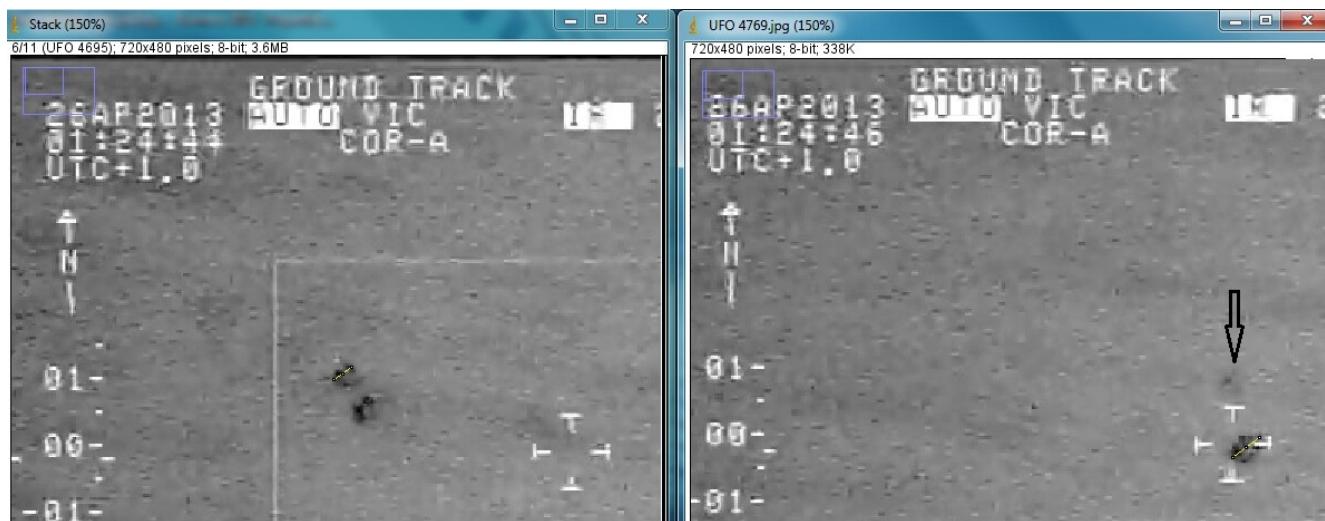 Stack (150%)
6/11 (UFO 4695); 720x480 pixels; 8-bit; 3.6MB
GROUND TRACK
26AP2013 AUTO VIC
01:24:44 COR-A
UTC+1.0
N
01-
00-
-01-
UFO 4769.jpg (150%)
720x480 pixels; 8-bit; 338K
GROUND TRACK
26AP2013 AUTO VIC
01:24:46 COR-A
UTC+1.0
N
01-
00-
-01-